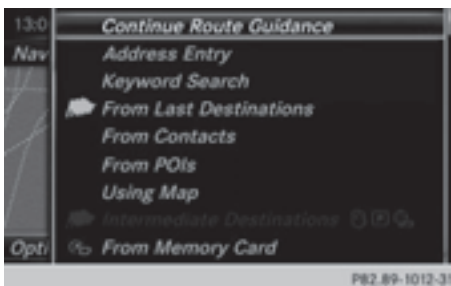 13:0
Continue Route Guidance
Nav
Address Entry
Keyword Search
From Last Destinations
From Contacts
From POIs
Using Map
Intermediate Destinations
Opti
From Memory Card
P82.89-1012-31